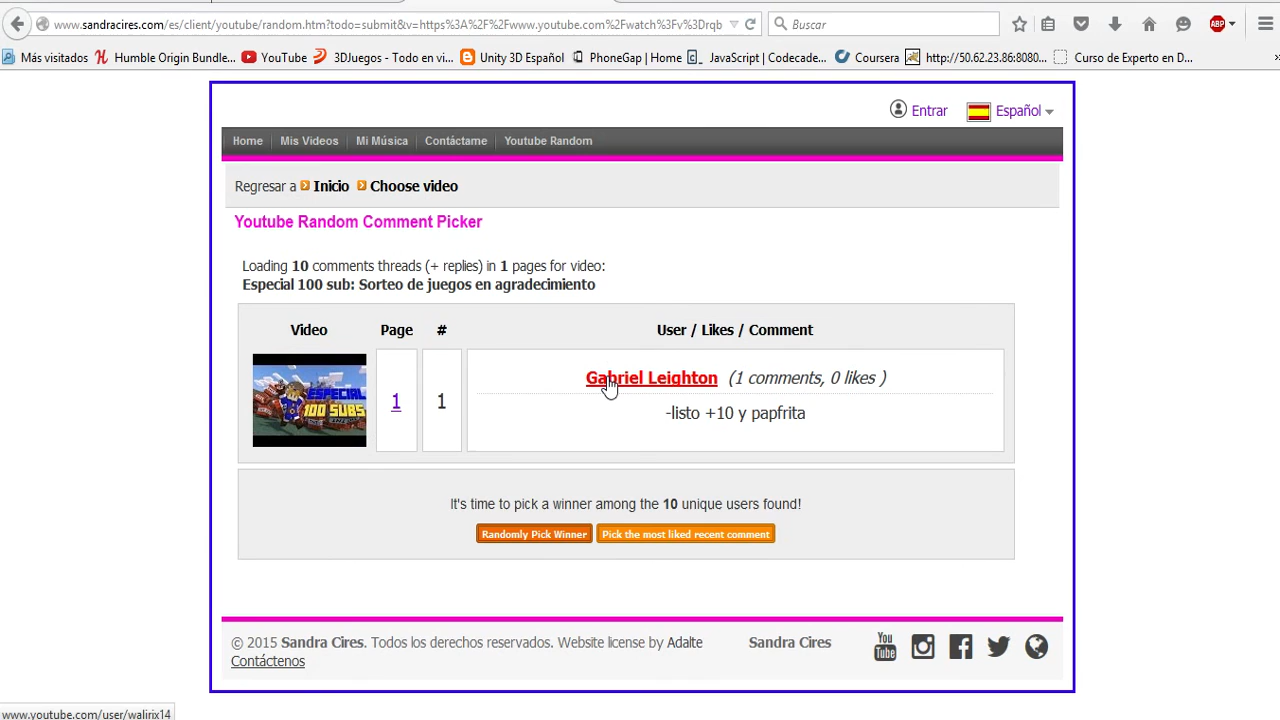 www.sandracires.com/es/client/youtube/random.htm?todo=submit&v=https%3A%2F%2Fwww.youtube.com%2Fwatch%3Fv%3Drqb
Buscar
ABP
Más visitados
Humble Origin Bundle...
YouTube
3DJuegos - Todo en vi...
Unity 3D Español
PhoneGap | Home
JavaScript | Codecade...
Coursera
http://50.62.23.86:8080...
Curso de Experto en D...
Entrar
Español
Home
Mis Videos
Mi Música
Contáctame
Youtube Random
Regresar a Inicio Choose video
Youtube Random Comment Picker
Loading 10 comments threads (+ replies) in 1 pages for video:
Especial 100 sub: Sorteo de juegos en agradecimiento
Video
Page
#
User / Likes / Comment
ESPECIAL
100 SUBS
1
1
Gabriel Leighton (1 comments, 0 likes )
-listo +10 y papfrita
It's time to pick a winner among the 10 unique users found!
Randomly Pick Winner
Pick the most liked recent comment
© 2015 Sandra Cires. Todos los derechos reservados. Website license by Adalte
Contáctenos
Sandra Cires
You Tube
www.youtube.com/user/walirix14